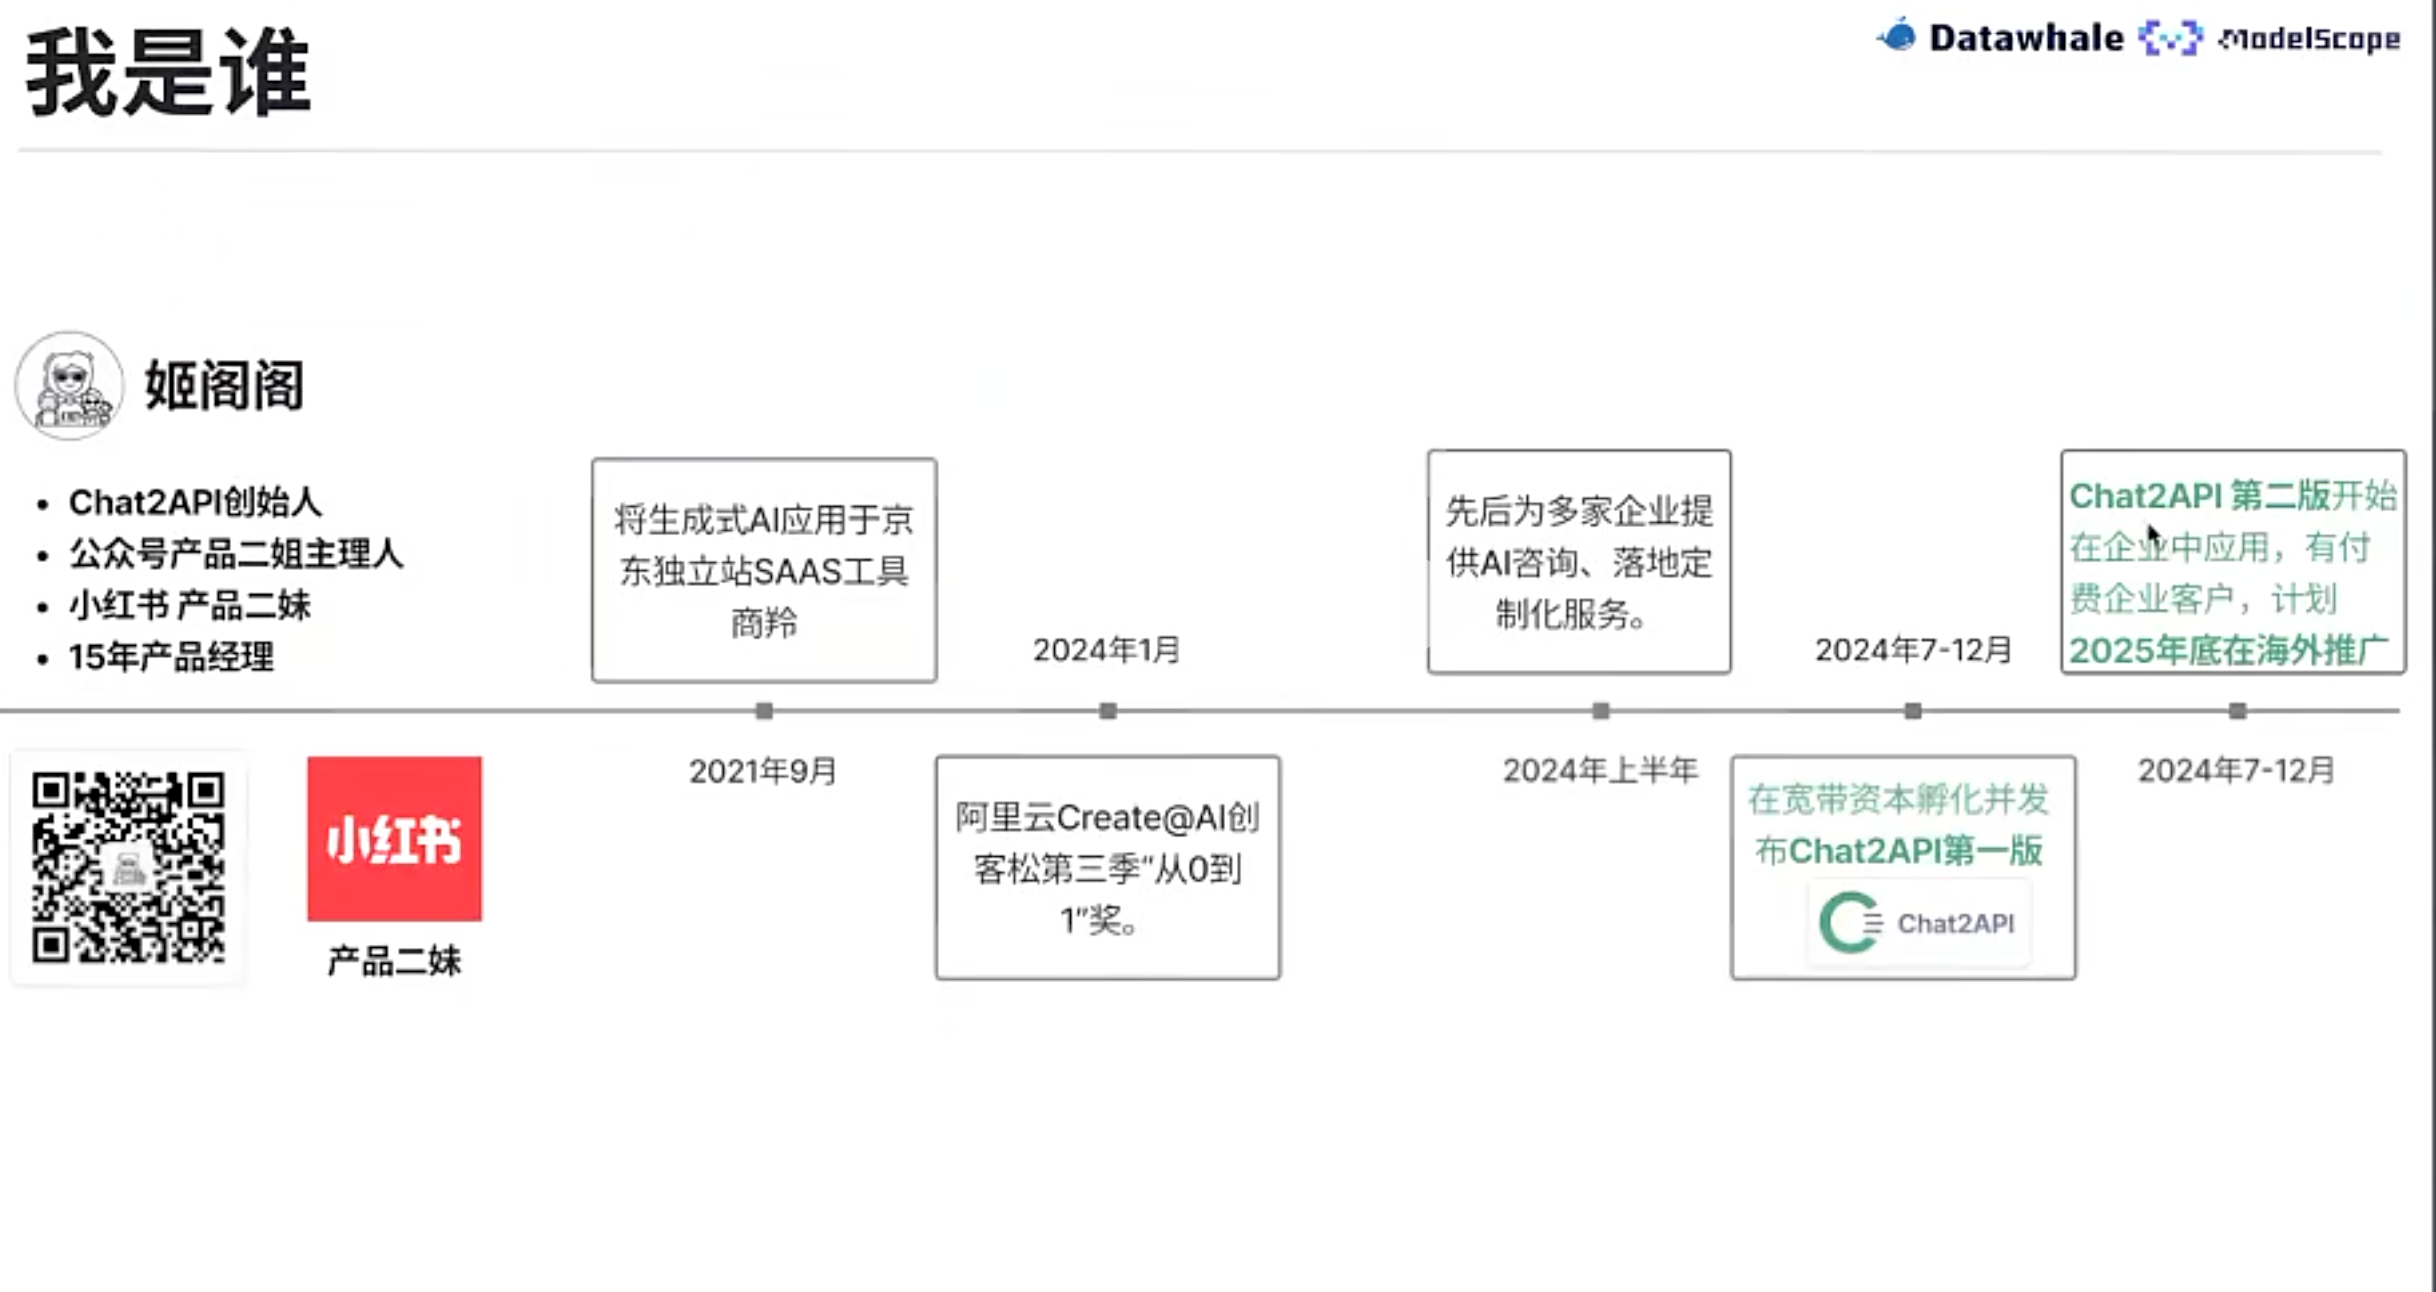 我是谁
Datawhale
ModelScope
姬阁阁
• Chat2API创始人
• 公众号产品二姐主理人
• 小红书 产品二妹
• 15年产品经理
小红书
产品二妹
将生成式AI应用于京
东独立站SAAS工具
商羚
2021年9月
2024年1月
阿里云Create@AI创
客松第三季“从0到
1”奖。
先后为多家企业提
供AI咨询、落地定
制化服务。
2024年上半年
2024年7-12月
在宽带资本孵化并发
布Chat2API第一版
Chat2API
Chat2API 第二版开始
在企业中应用，有付
费企业客户，计划
2025年底在海外推广
2024年7-12月